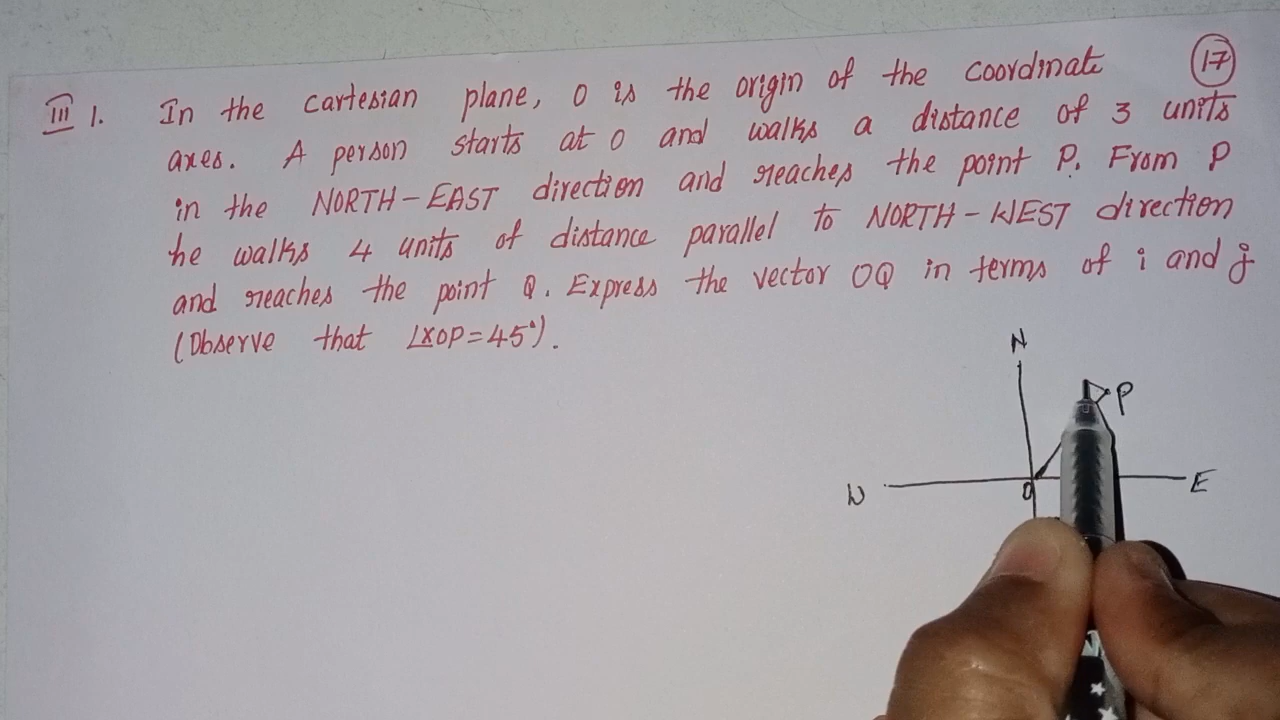 III 1. In the cartesian plane, O is the origin of the coordinate 17
axes. A person starts at O and walks a distance of 3 units
in the NORTH-EAST direction and reaches the point P. From P
he walks 4 units of distance parallel to NORTH-WEST direction
and reaches the point Q. Express the vector OQ in terms of i and j
(Observe that ∠XOP=45°).
N
P
W O E